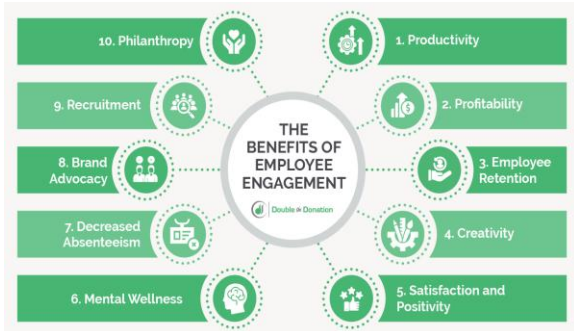 THE
BENEFITS OF
EMPLOYEE
ENGAGEMENT
Double the Donation
1. Productivity
2. Profitability
3. Employee
Retention
4. Creativity
5. Satisfaction and
Positivity
6. Mental Wellness
7. Decreased
Absenteeism
8. Brand
Advocacy
9. Recruitment
10. Philanthropy